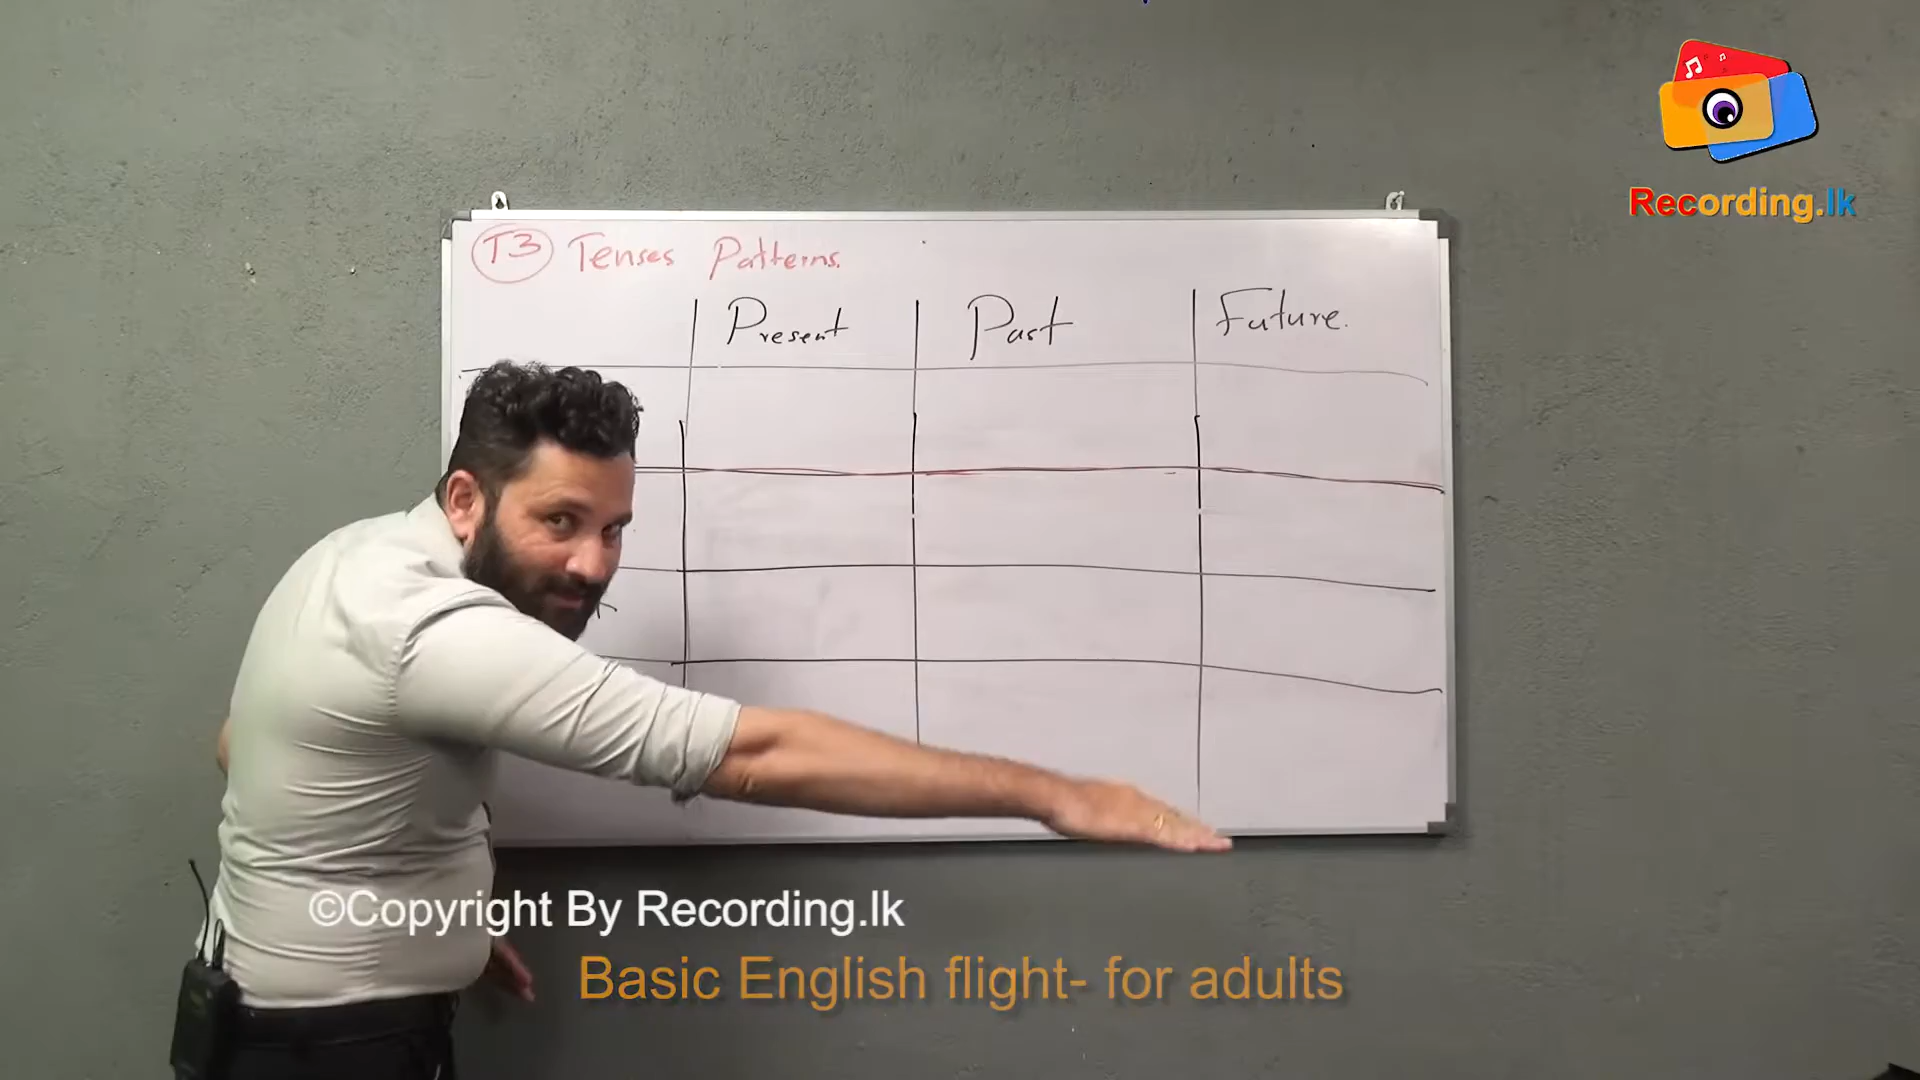 Recording.lk
T3 Tenses Patterns.
Present Past Future.
©Copyright By Recording.lk
Basic English flight- for adults